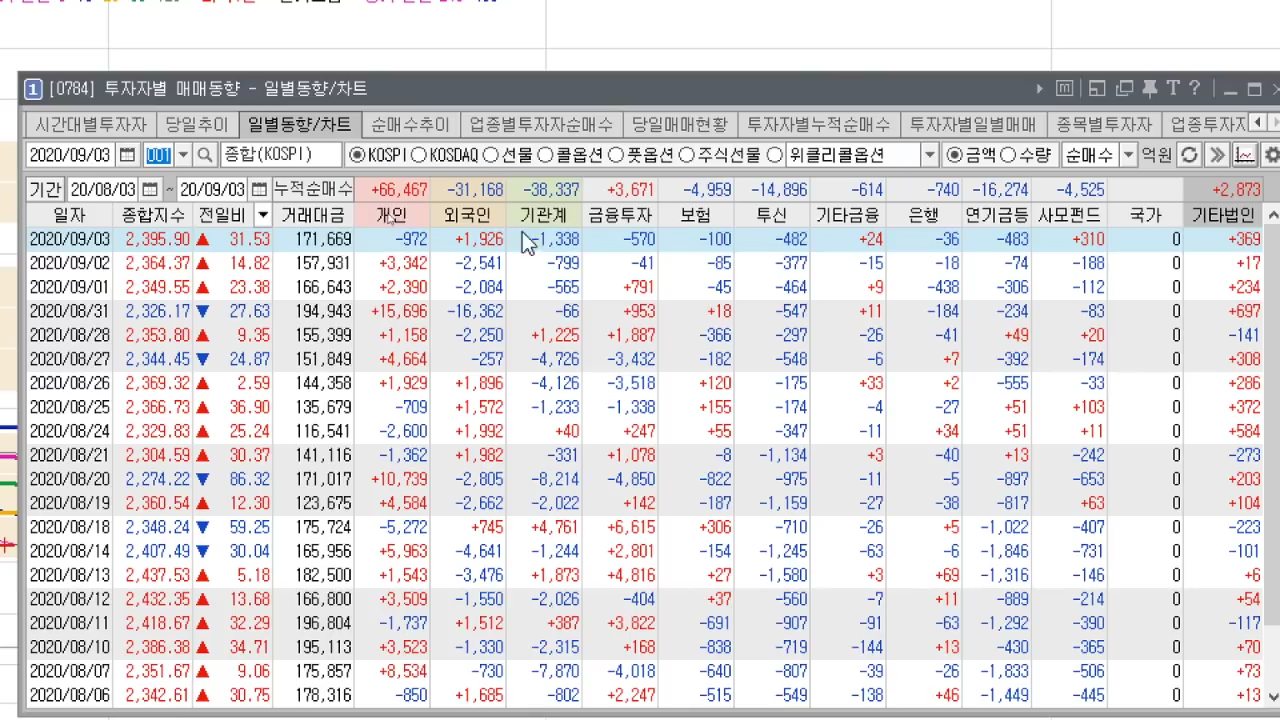 1 [0784] 투자자별 매매동향 - 일별동향/차트
시간대별투자자 당일추이 일별동향/차트 순매수추이 업종별투자자순매수 당일매매현황 투자자별누적순매수 투자자별일별매매 종목별투자자 업종투자자
2020/09/03 001 종합(KOSPI) KOSPI KOSDAQ 선물 콜옵션 풋옵션 주식선물 위클리콜옵션 금액 수량 순매수 억원
기간 20/08/03 ~ 20/09/03 누적순매수 +66,467 -31,168 -38,337 +3,671 -4,959 -14,896 -614 -740 -16,274 -4,525 +2,873
일자 종합지수 전일비 거래대금 개인 외국인 기관계 금융투자 보험 투신 기타금융 은행 연기금등 사모펀드 국가 기타법인
2020/09/03 2,395.90 ▲ 31.53 171,669 -972 +1,926 -1,338 -570 -100 -482 +24 -36 -483 +310 0 +369
2020/09/02 2,364.37 ▲ 14.82 157,931 +3,342 -2,541 -799 -41 -85 -377 -15 -18 -74 -188 0 +17
2020/09/01 2,349.55 ▲ 23.38 166,643 +2,390 -2,084 -565 +791 -45 -464 +9 -438 -306 -112 0 +234
2020/08/31 2,326.17 ▼ 27.63 194,943 +15,696 -16,362 -66 +953 +18 -547 +11 -184 -234 -83 0 +697
2020/08/28 2,353.80 ▲ 9.35 155,399 +1,158 -2,250 +1,225 +1,887 -366 -297 -26 -41 +49 +20 0 -141
2020/08/27 2,344.45 ▼ 24.87 151,849 +4,664 -257 -4,726 -3,432 -182 -548 -6 +7 -392 -174 0 +308
2020/08/26 2,369.32 ▲ 2.59 144,358 +1,929 +1,896 -4,126 -3,518 +120 -175 +33 +2 -555 -33 0 +286
2020/08/25 2,366.73 ▲ 36.90 135,679 -709 +1,572 -1,233 -1,338 +155 -174 -4 -27 +51 +103 0 +372
2020/08/24 2,329.83 ▲ 25.24 116,541 -2,600 +1,992 +40 +247 +55 -347 -11 +34 +51 +11 0 +584
2020/08/21 2,304.59 ▲ 30.37 141,116 -1,362 +1,982 -331 +1,078 -8 -1,134 +3 -40 +13 -242 0 -273
2020/08/20 2,274.22 ▼ 86.32 171,017 +10,739 -2,805 -8,214 -4,850 -822 -975 -11 -5 -897 -653 0 +203
2020/08/19 2,360.54 ▲ 12.30 123,675 +4,584 -2,662 -2,022 +142 -187 -1,159 -27 -38 -817 +63 0 +104
2020/08/18 2,348.24 ▼ 59.25 175,724 -5,272 +745 +4,761 +6,615 +306 -710 -26 +5 -1,022 -407 0 -223
2020/08/14 2,407.49 ▼ 30.04 165,956 +5,963 -4,641 -1,244 +2,801 -154 -1,245 -63 -6 -1,846 -731 0 -101
2020/08/13 2,437.53 ▲ 5.18 182,500 +1,543 -3,476 +1,873 +4,816 +27 -1,580 +3 +69 -1,316 -146 0 +6
2020/08/12 2,432.35 ▲ 13.68 166,800 +3,509 -1,550 -2,026 -404 +37 -560 -7 +11 -889 -214 0 +54
2020/08/11 2,418.67 ▲ 32.29 196,804 -1,737 +1,512 +387 +3,822 -691 -907 -91 -63 -1,292 -390 0 -117
2020/08/10 2,386.38 ▲ 34.71 195,113 +3,523 -1,330 -2,315 +168 -838 -719 -144 +13 -430 -365 0 +70
2020/08/07 2,351.67 ▲ 9.06 175,857 +8,534 -730 -7,870 -4,018 -640 -807 -39 -26 -1,833 -506 0 +73
2020/08/06 2,342.61 ▲ 30.75 178,316 -850 +1,685 -802 +2,247 -515 -549 -138 +46 -1,449 -445 0 +13